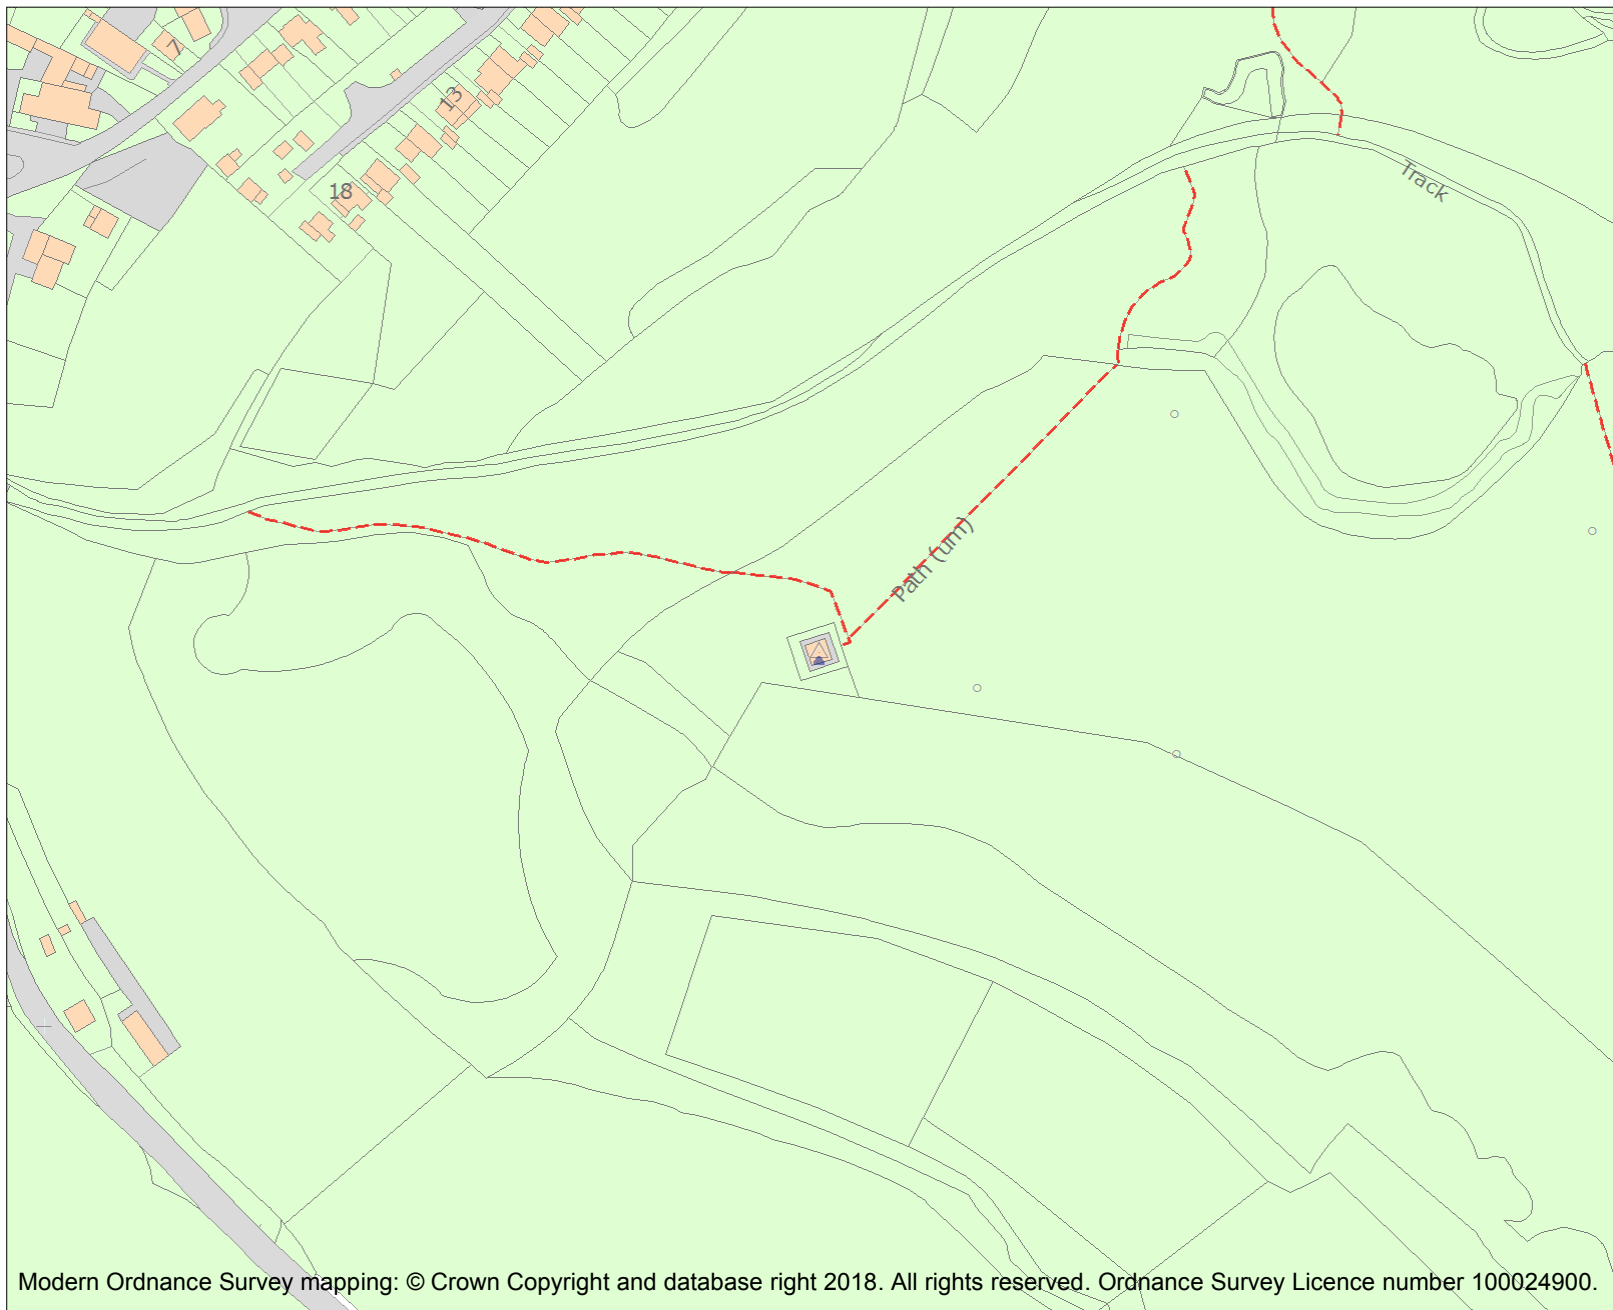 7
13
18
Track
Path (um)
Modern Ordnance Survey mapping: © Crown Copyright and database right 2018. All rights reserved. Ordnance Survey Licence number 100024900.